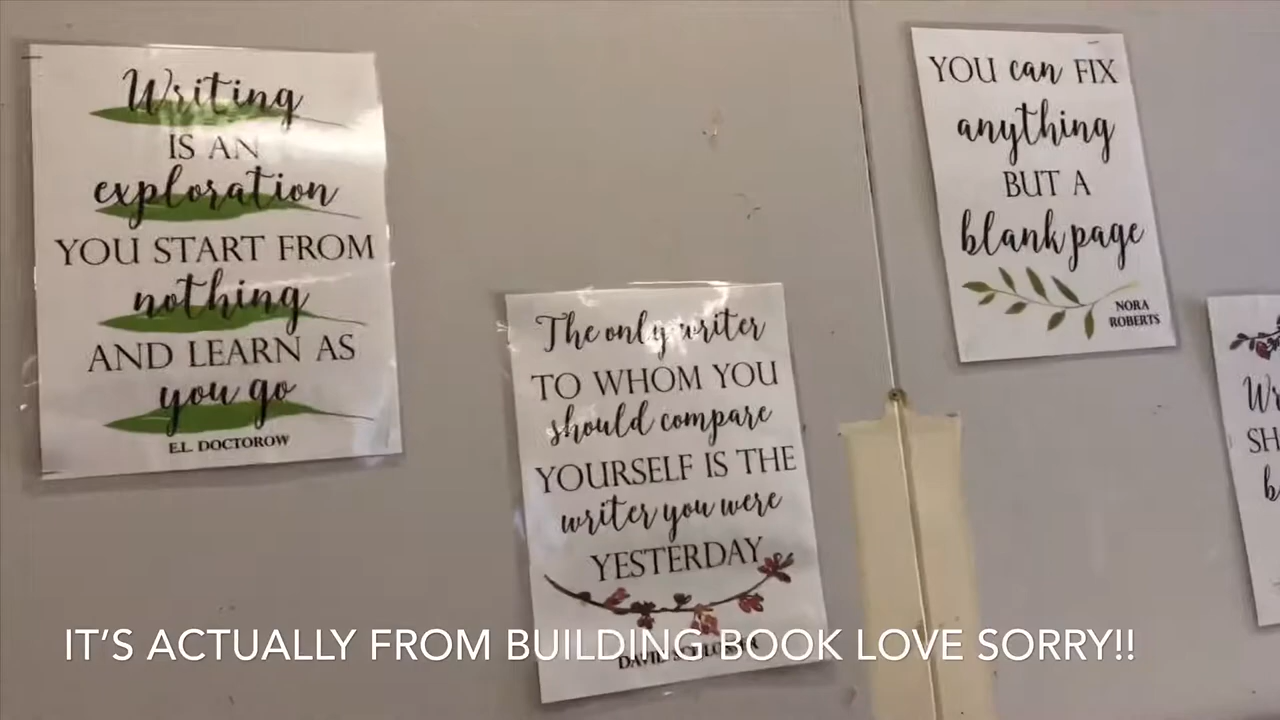 Writing
IS AN
exploration
YOU START FROM
nothing
AND LEARN AS
you go
E.L. DOCTOROW
The only writer
TO WHOM YOU
should compare
YOURSELF IS THE
writer you were
YESTERDAY
YOU can FIX
anything
BUT A
blank page
NORA
ROBERTS
SH
IT'S ACTUALLY FROM BUILDING BOOK LOVE SORRY!!